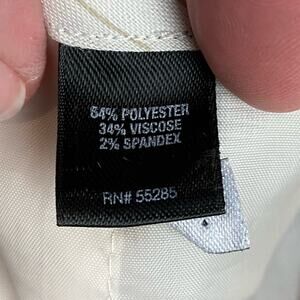 64% POLYESTER
34% VISCOSE
2% SPANDEX
RN# 55285